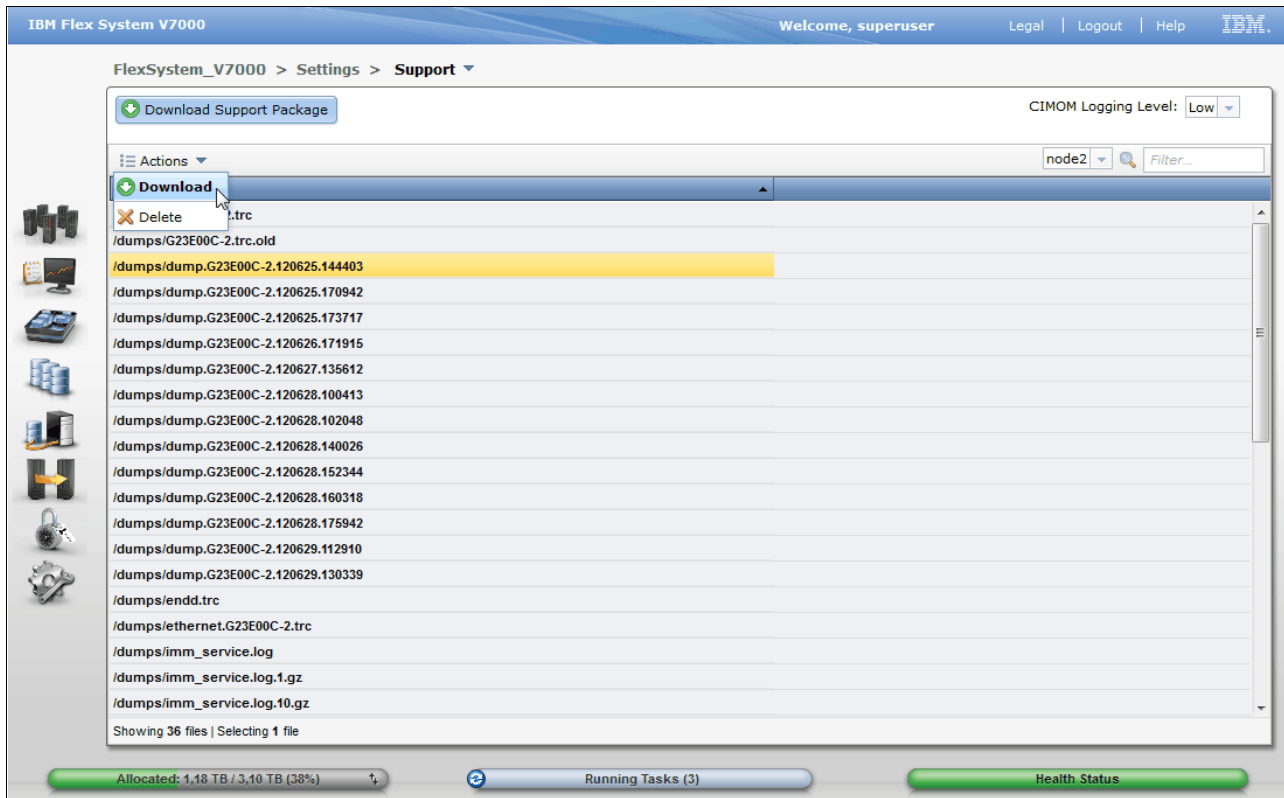 IBM Flex System V7000
Welcome, superuser
Legal | Logout | Help
IBM.
FlexSystem_V7000 > Settings > Support
Download Support Package
CIMOM Logging Level: Low
Actions
node2
Filter...
Download
Delete
2.trc
/dumps/G23E00C-2.trc.old
/dumps/dump.G23E00C-2.120625.144403
/dumps/dump.G23E00C-2.120625.170942
/dumps/dump.G23E00C-2.120625.173717
/dumps/dump.G23E00C-2.120626.171915
/dumps/dump.G23E00C-2.120627.135612
/dumps/dump.G23E00C-2.120628.100413
/dumps/dump.G23E00C-2.120628.102048
/dumps/dump.G23E00C-2.120628.140026
/dumps/dump.G23E00C-2.120628.152344
/dumps/dump.G23E00C-2.120628.160318
/dumps/dump.G23E00C-2.120628.175942
/dumps/dump.G23E00C-2.120629.112910
/dumps/dump.G23E00C-2.120629.130339
/dumps/endd.trc
/dumps/ethernet.G23E00C-2.trc
/dumps/imm_service.log
/dumps/imm_service.log.1.gz
/dumps/imm_service.log.10.gz
Showing 36 files | Selecting 1 file
Allocated: 1,18 TB / 3,10 TB (38%)
Running Tasks (3)
Health Status